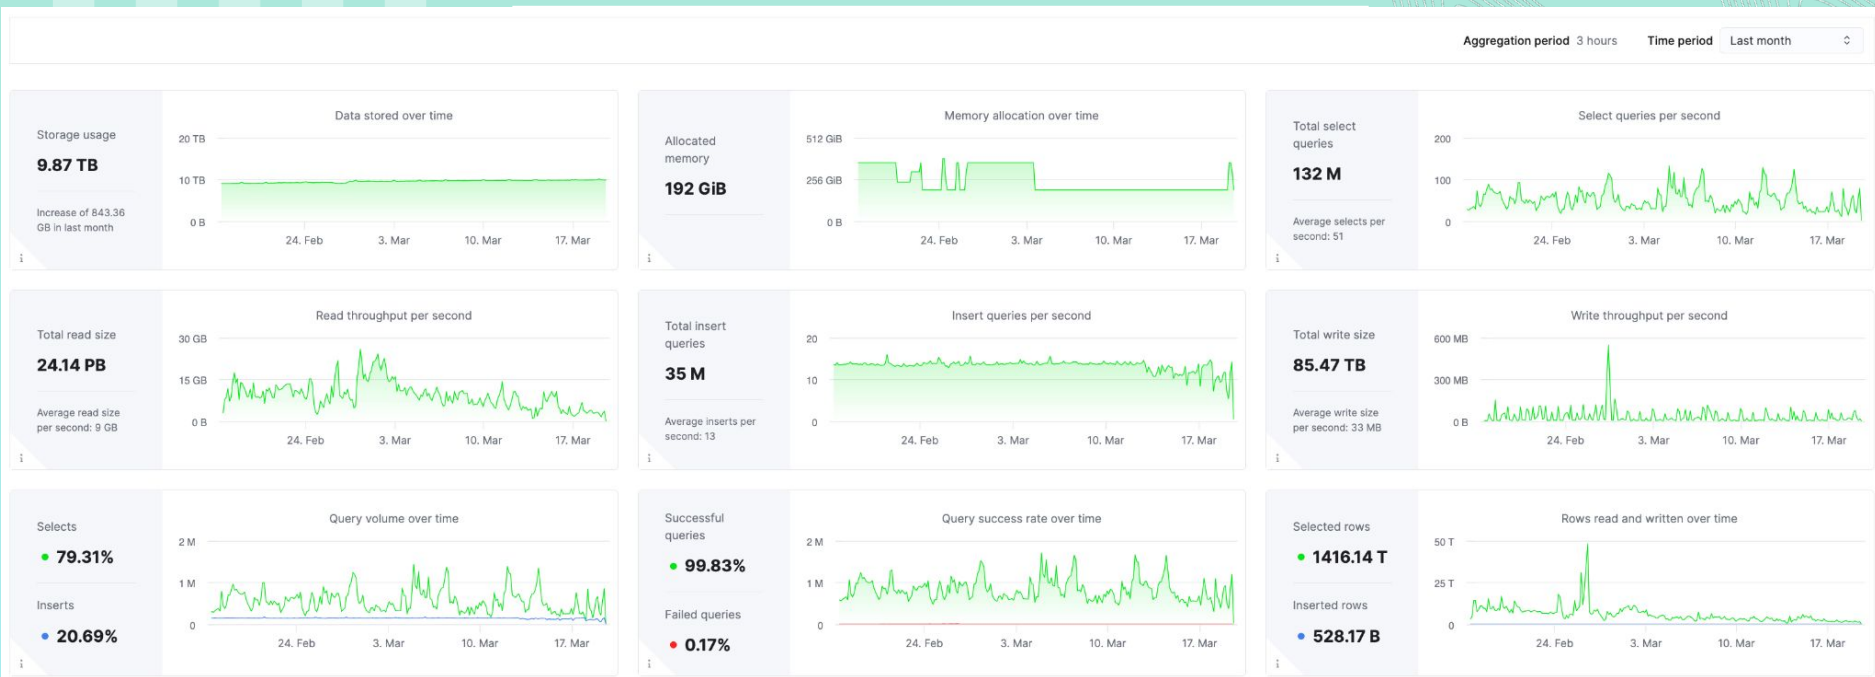 Aggregation period 3 hours Time period Last month
Storage usage
9.87 TB
Increase of 843.36
GB in last month
i
Data stored over time
20 TB
10 TB
0 B
24. Feb 3. Mar 10. Mar 17. Mar
Allocated
memory
192 GiB
i
Memory allocation over time
512 GiB
256 GiB
0 B
24. Feb 3. Mar 10. Mar 17. Mar
Total select
queries
132 M
Average selects per
second: 51
i
Select queries per second
200
100
0
24. Feb 3. Mar 10. Mar 17. Mar
Total read size
24.14 PB
Average read size
per second: 9 GB
i
Read throughput per second
30 GB
15 GB
0 B
24. Feb 3. Mar 10. Mar 17. Mar
Total insert
queries
35 M
Average inserts per
second: 13
i
Insert queries per second
20
10
0
24. Feb 3. Mar 10. Mar 17. Mar
Total write size
85.47 TB
Average write size
per second: 33 MB
i
Write throughput per second
600 MB
300 MB
0 B
24. Feb 3. Mar 10. Mar 17. Mar
Selects
79.31%
Inserts
20.69%
i
Query volume over time
2 M
1 M
0
24. Feb 3. Mar 10. Mar 17. Mar
Successful
queries
99.83%
Failed queries
0.17%
i
Query success rate over time
2 M
1 M
0
24. Feb 3. Mar 10. Mar 17. Mar
Selected rows
1416.14 T
Inserted rows
528.17 B
i
Rows read and written over time
50 T
25 T
0
24. Feb 3. Mar 10. Mar 17. Mar